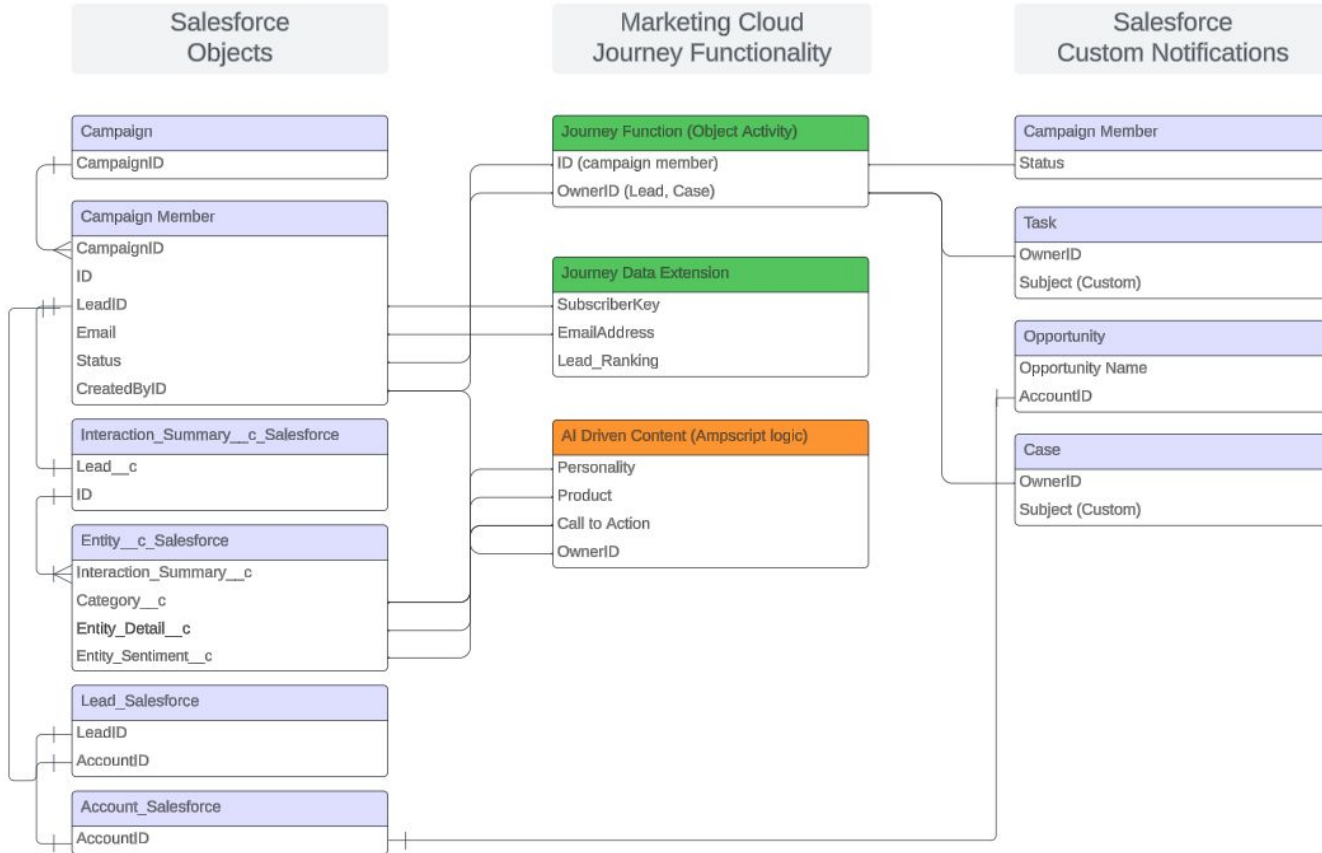 Salesforce
Objects
Marketing Cloud
Journey Functionality
Salesforce
Custom Notifications
Campaign
CampaignID
Campaign Member
CampaignID
ID
LeadID
Email
Status
CreatedByID
Interaction_Summary__c_Salesforce
Lead__c
ID
Entity__c_Salesforce
Interaction_Summary__c
Category__c
Entity_Detail__c
Entity_Sentiment__c
Lead_Salesforce
LeadID
AccountID
Account_Salesforce
AccountID
Journey Function (Object Activity)
ID (campaign member)
OwnerID (Lead, Case)
Journey Data Extension
SubscriberKey
EmailAddress
Lead_Ranking
AI Driven Content (Ampscript logic)
Personality
Product
Call to Action
OwnerID
Campaign Member
Status
Task
OwnerID
Subject (Custom)
Opportunity
Opportunity Name
AccountID
Case
OwnerID
Subject (Custom)